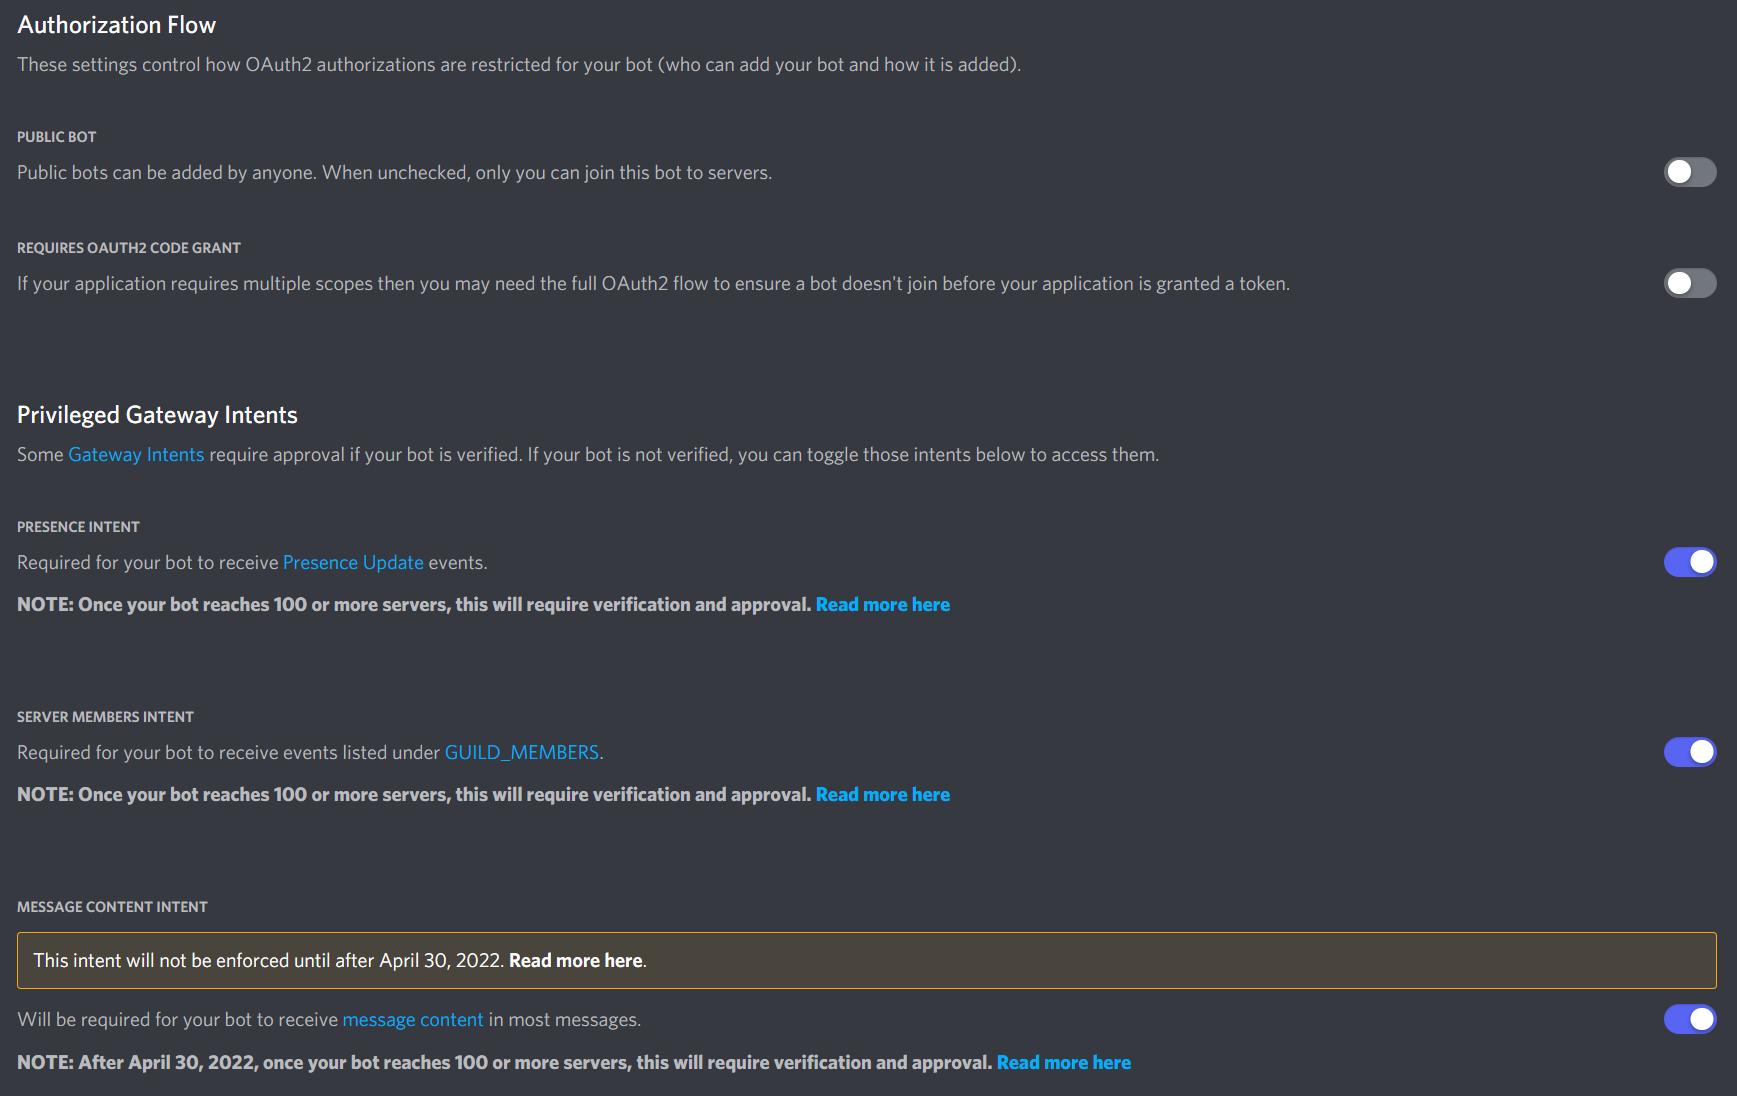 Authorization Flow
These settings control how OAuth2 authorizations are restricted for your bot (who can add your bot and how it is added).
PUBLIC BOT
Public bots can be added by anyone. When unchecked, only you can join this bot to servers.
REQUIRES OAUTH2 CODE GRANT
If your application requires multiple scopes then you may need the full OAuth2 flow to ensure a bot doesn't join before your application is granted a token.
Privileged Gateway Intents
Some Gateway Intents require approval if your bot is verified. If your bot is not verified, you can toggle those intents below to access them.
PRESENCE INTENT
Required for your bot to receive Presence Update events.
NOTE: Once your bot reaches 100 or more servers, this will require verification and approval. Read more here
SERVER MEMBERS INTENT
Required for your bot to receive events listed under GUILD_MEMBERS.
NOTE: Once your bot reaches 100 or more servers, this will require verification and approval. Read more here
MESSAGE CONTENT INTENT
This intent will not be enforced until after April 30, 2022. Read more here.
Will be required for your bot to receive message content in most messages.
NOTE: After April 30, 2022, once your bot reaches 100 or more servers, this will require verification and approval. Read more here